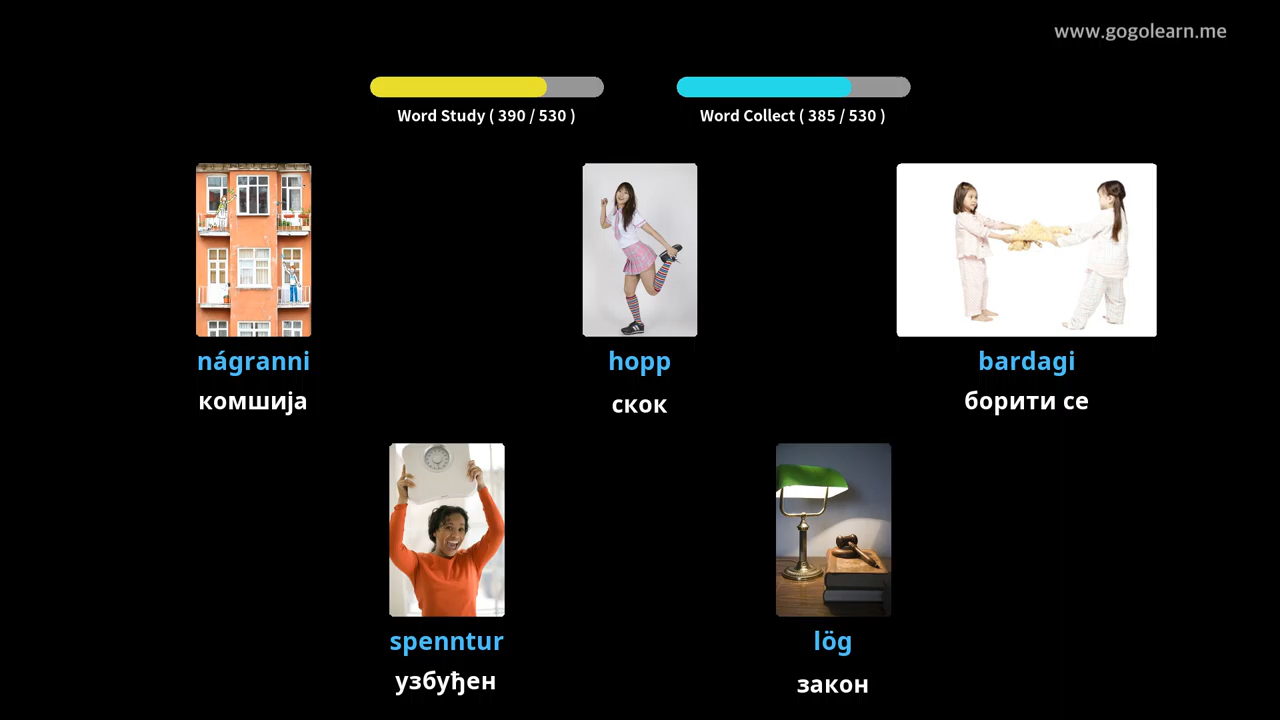 www.gogolearn.me
Word Study ( 390 / 530 )
Word Collect ( 385 / 530 )
nágranni
комшија
hopp
скок
bardagi
борити се
spenntur
узбуђен
lög
закон